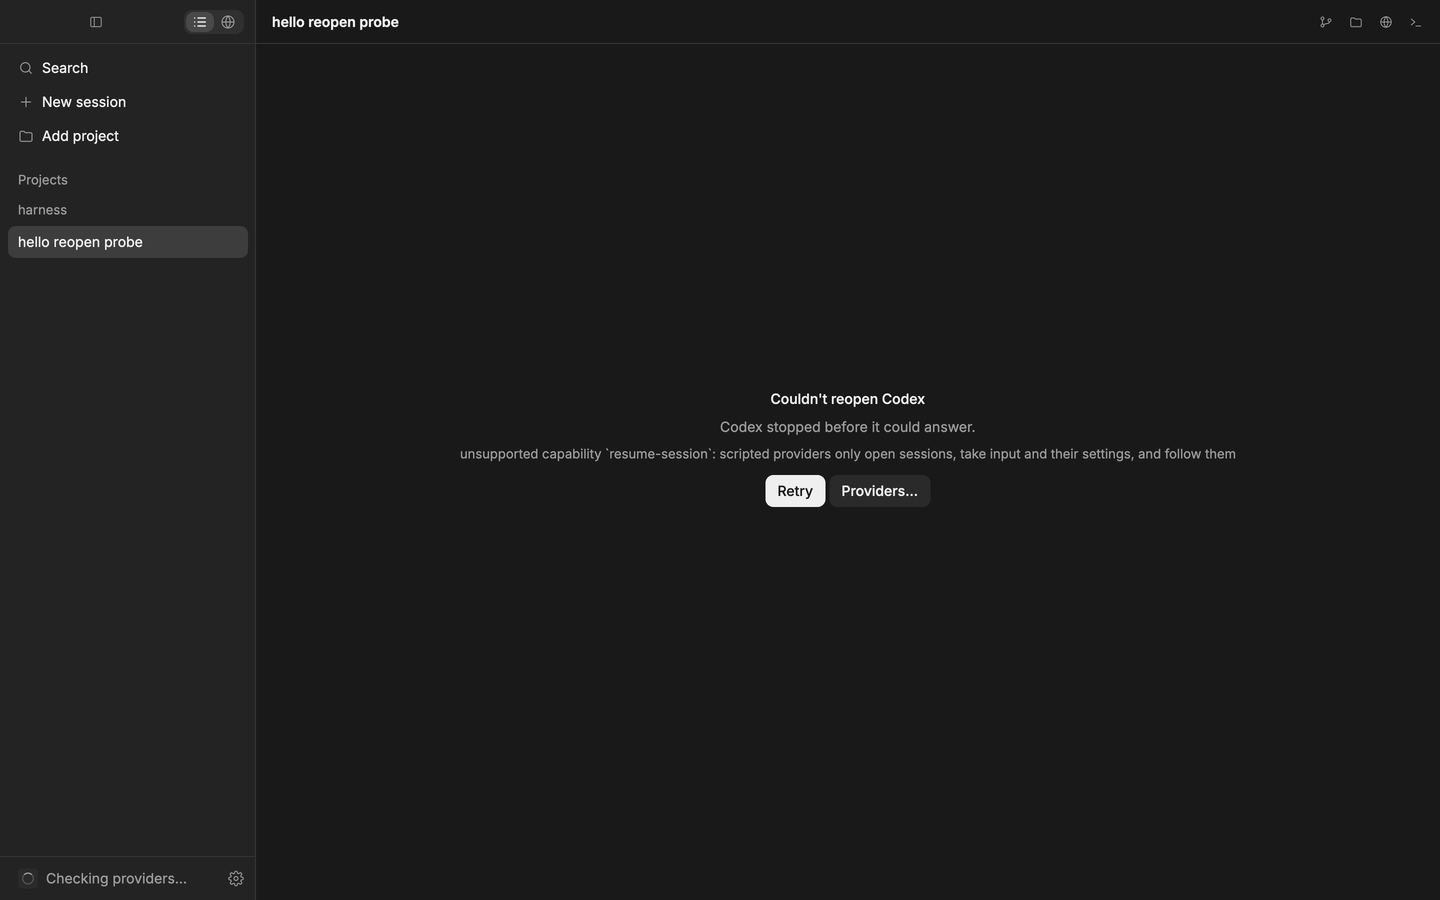 hello reopen probe
Search
New session
Add project
Projects
harness
hello reopen probe
Couldn't reopen Codex
Codex stopped before it could answer.
unsupported capability `resume-session`: scripted providers only open sessions, take input and their settings, and follow them
Retry
Providers...
Checking providers...